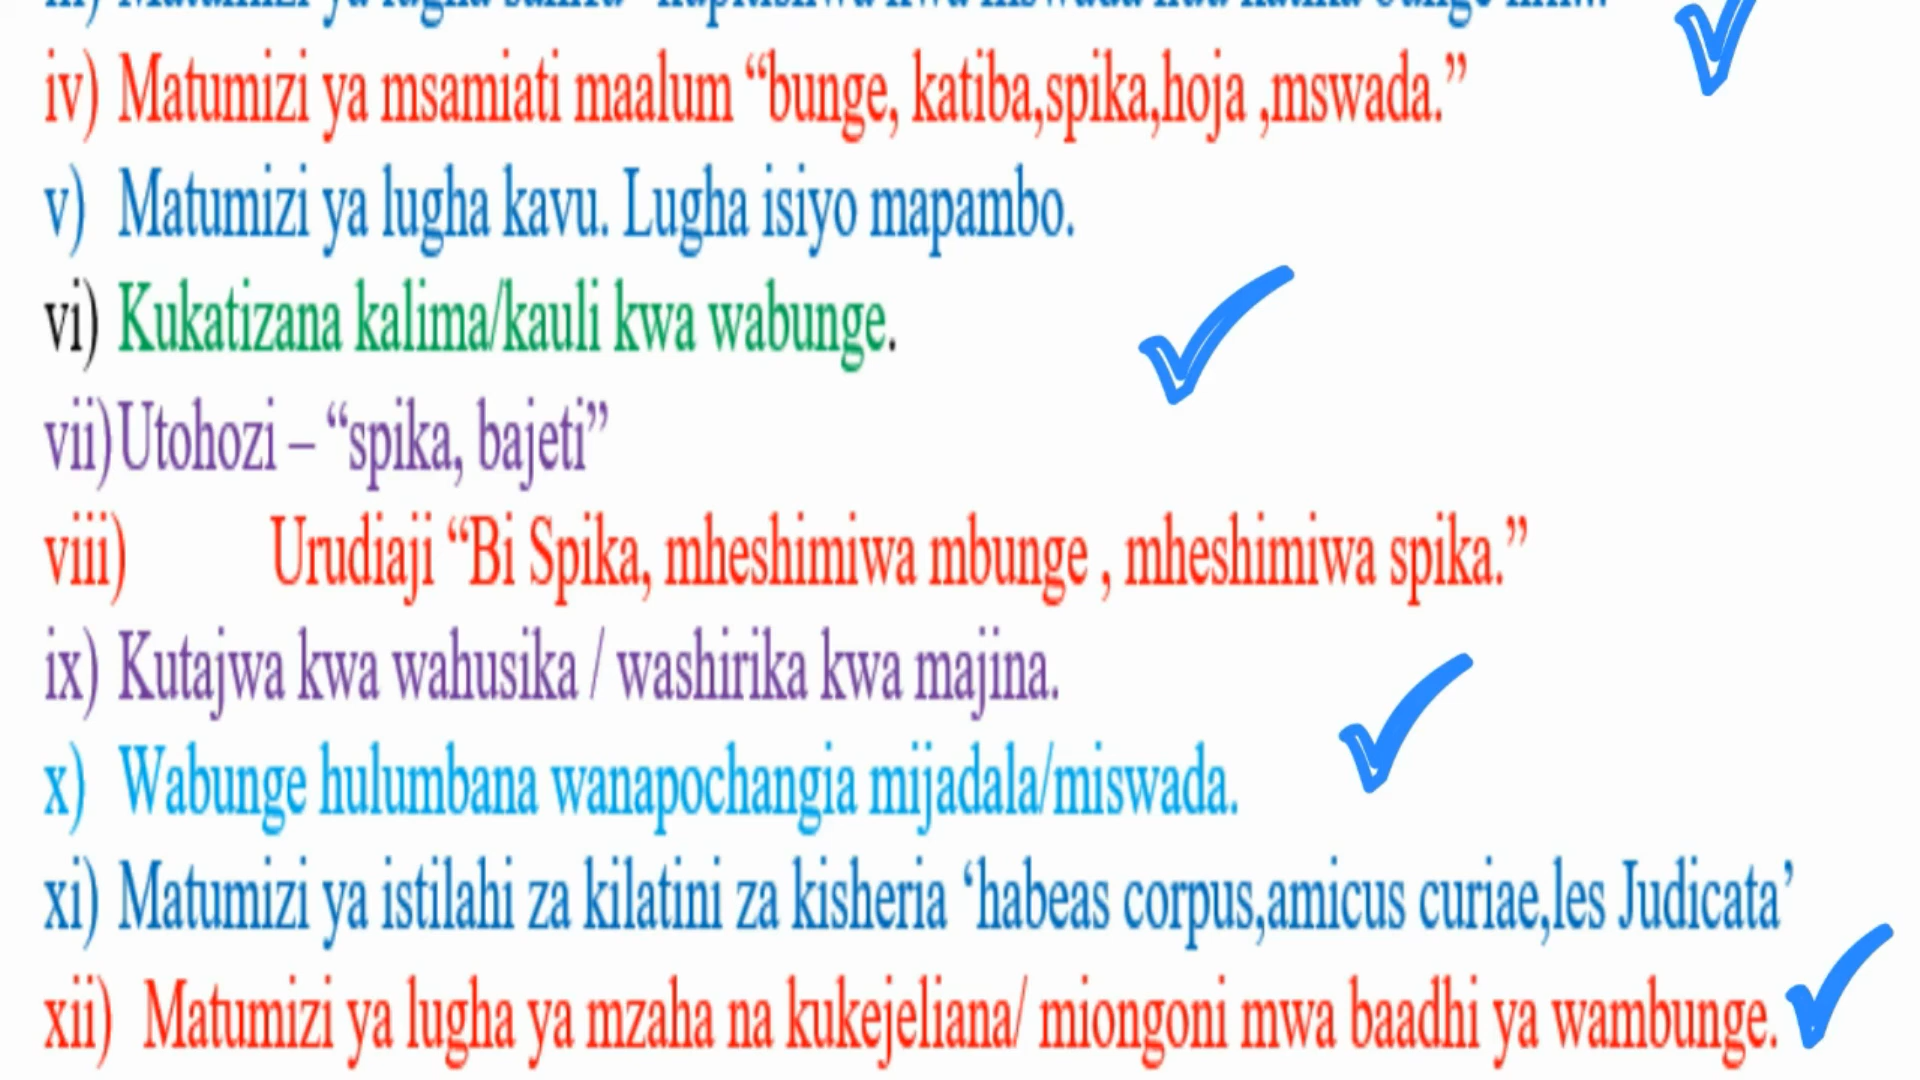 iv) Matumizi ya msamiati maalum “bunge, katiba,spika,hoja ,mswada.”
v) Matumizi ya lugha kavu. Lugha isiyo mapambo.
vi) Kukatizana kalima/kauli kwa wabunge.
vii)Utohozi – “spika, bajeti”
viii) Urudiaji “Bi Spika, mheshimiwa mbunge , mheshimiwa spika.”
ix) Kutajwa kwa wahusika / washirika kwa majina.
x) Wabunge hulumbana wanapochangia mijadala/miswada.
xi) Matumizi ya istilahi za kilatini za kisheria ‘habeas corpus,amicus curiae,les Judicata’
xii) Matumizi ya lugha ya mzaha na kukejeliana/ miongoni mwa baadhi ya wambunge.